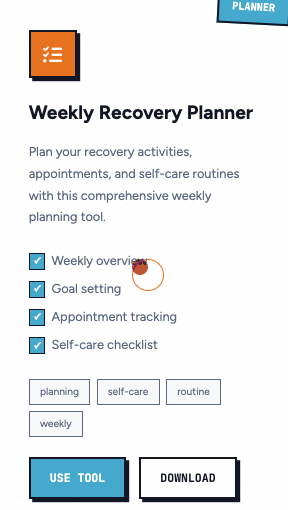 PLANNER
Weekly Recovery Planner
Plan your recovery activities,
appointments, and self-care routines
with this comprehensive weekly
planning tool.
Weekly overview
Goal setting
Appointment tracking
Self-care checklist
planning
self-care
routine
weekly
USE TOOL
DOWNLOAD